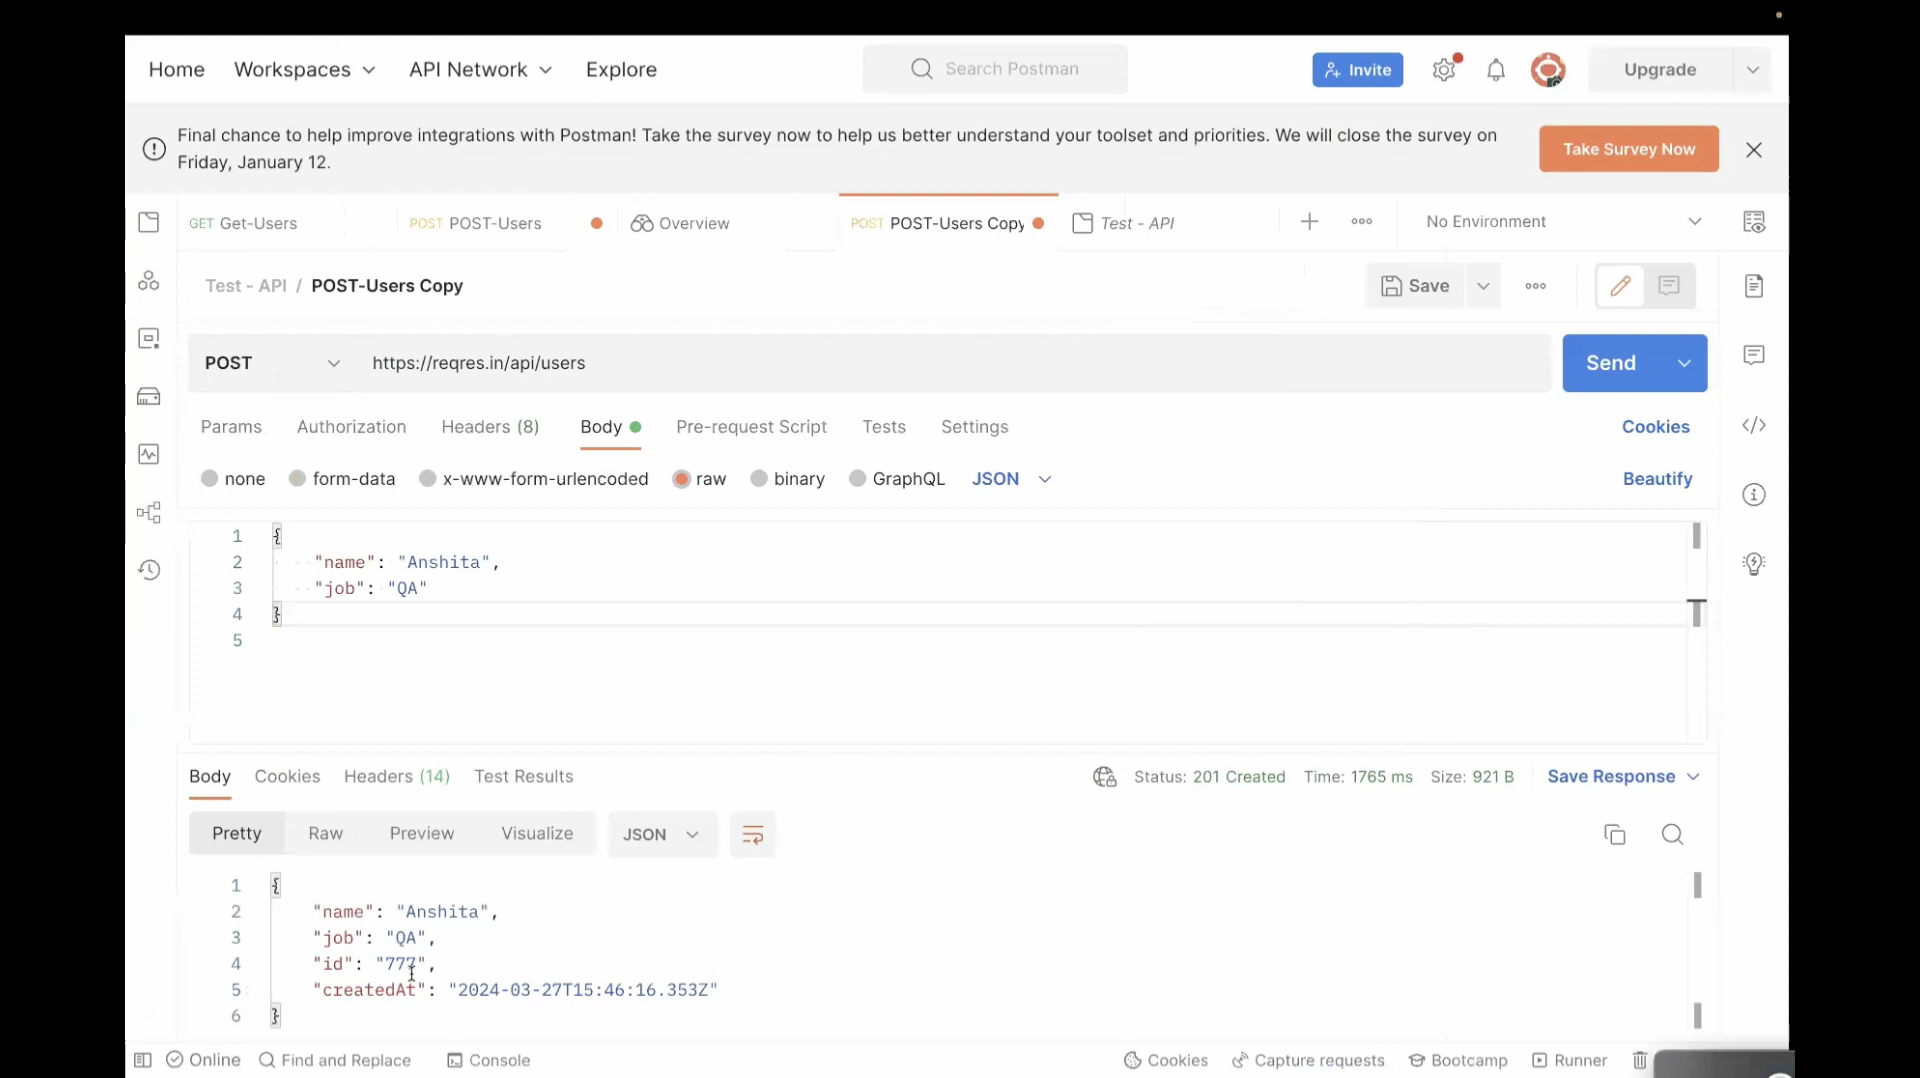 Home Workspaces API Network Explore Search Postman Invite Upgrade
Final chance to help improve integrations with Postman! Take the survey now to help us better understand your toolset and priorities. We will close the survey on
Friday, January 12.
Take Survey Now
GET Get-Users POST POST-Users Overview POST POST-Users Copy Test - API No Environment
Test - API / POST-Users Copy Save
POST https://reqres.in/api/users Send
Params Authorization Headers (8) Body Pre-request Script Tests Settings Cookies
none form-data x-www-form-urlencoded raw binary GraphQL JSON Beautify
1 {
2 "name": "Anshita",
3 "job": "QA"
4 }
5
Body Cookies Headers (14) Test Results Status: 201 Created Time: 1765 ms Size: 921 B Save Response
Pretty Raw Preview Visualize JSON
1 {
2 "name": "Anshita",
3 "job": "QA",
4 "id": "777",
5 "createdAt": "2024-03-27T15:46:16.353Z"
6 }
Online Find and Replace Console Cookies Capture requests Bootcamp Runner